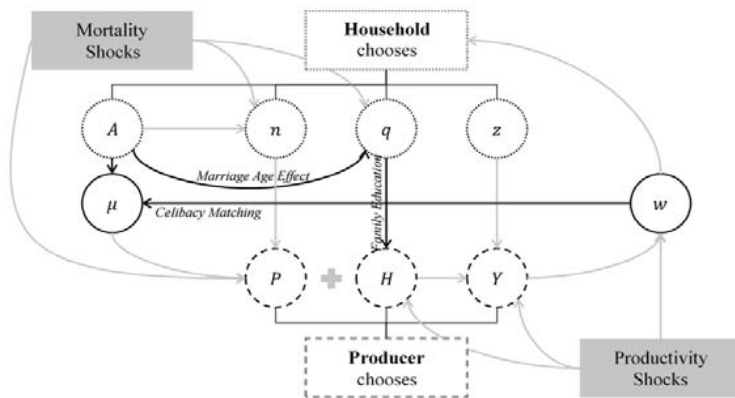 Mortality
Shocks
Household
chooses
A
n
q
z
Marriage Age Effect
Family Education
μ
Celibacy Matching
w
P
+
H
Y
Producer
chooses
Productivity
Shocks